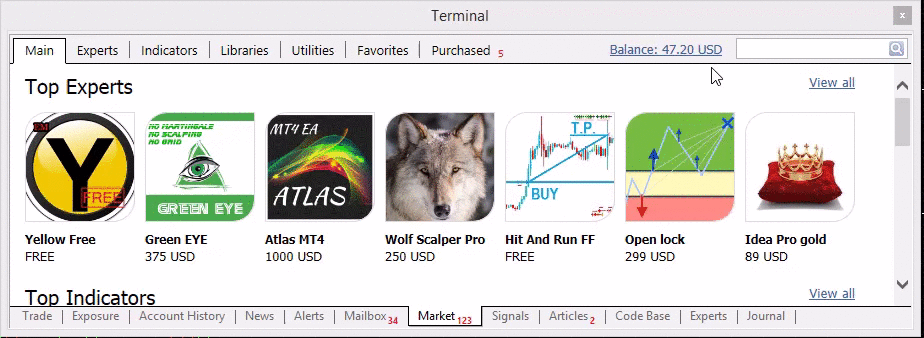 Terminal
x
Main Experts Indicators Libraries Utilities Favorites Purchased 5 Balance: 47.20 USD
Top Experts View all
Y
FREE
NO MARTINGALE
NO SCALPING
NO GRID
GREEN EYE
MT4 EA
ATLAS
T.P.
BUY
Yellow Free Green EYE Atlas MT4 Wolf Scalper Pro Hit And Run FF Open lock Idea Pro gold
FREE 375 USD 1000 USD 250 USD FREE 299 USD 89 USD
Top Indicators View all
Trade Exposure Account History News Alerts Mailbox 34 Market 123 Signals Articles 2 Code Base Experts Journal